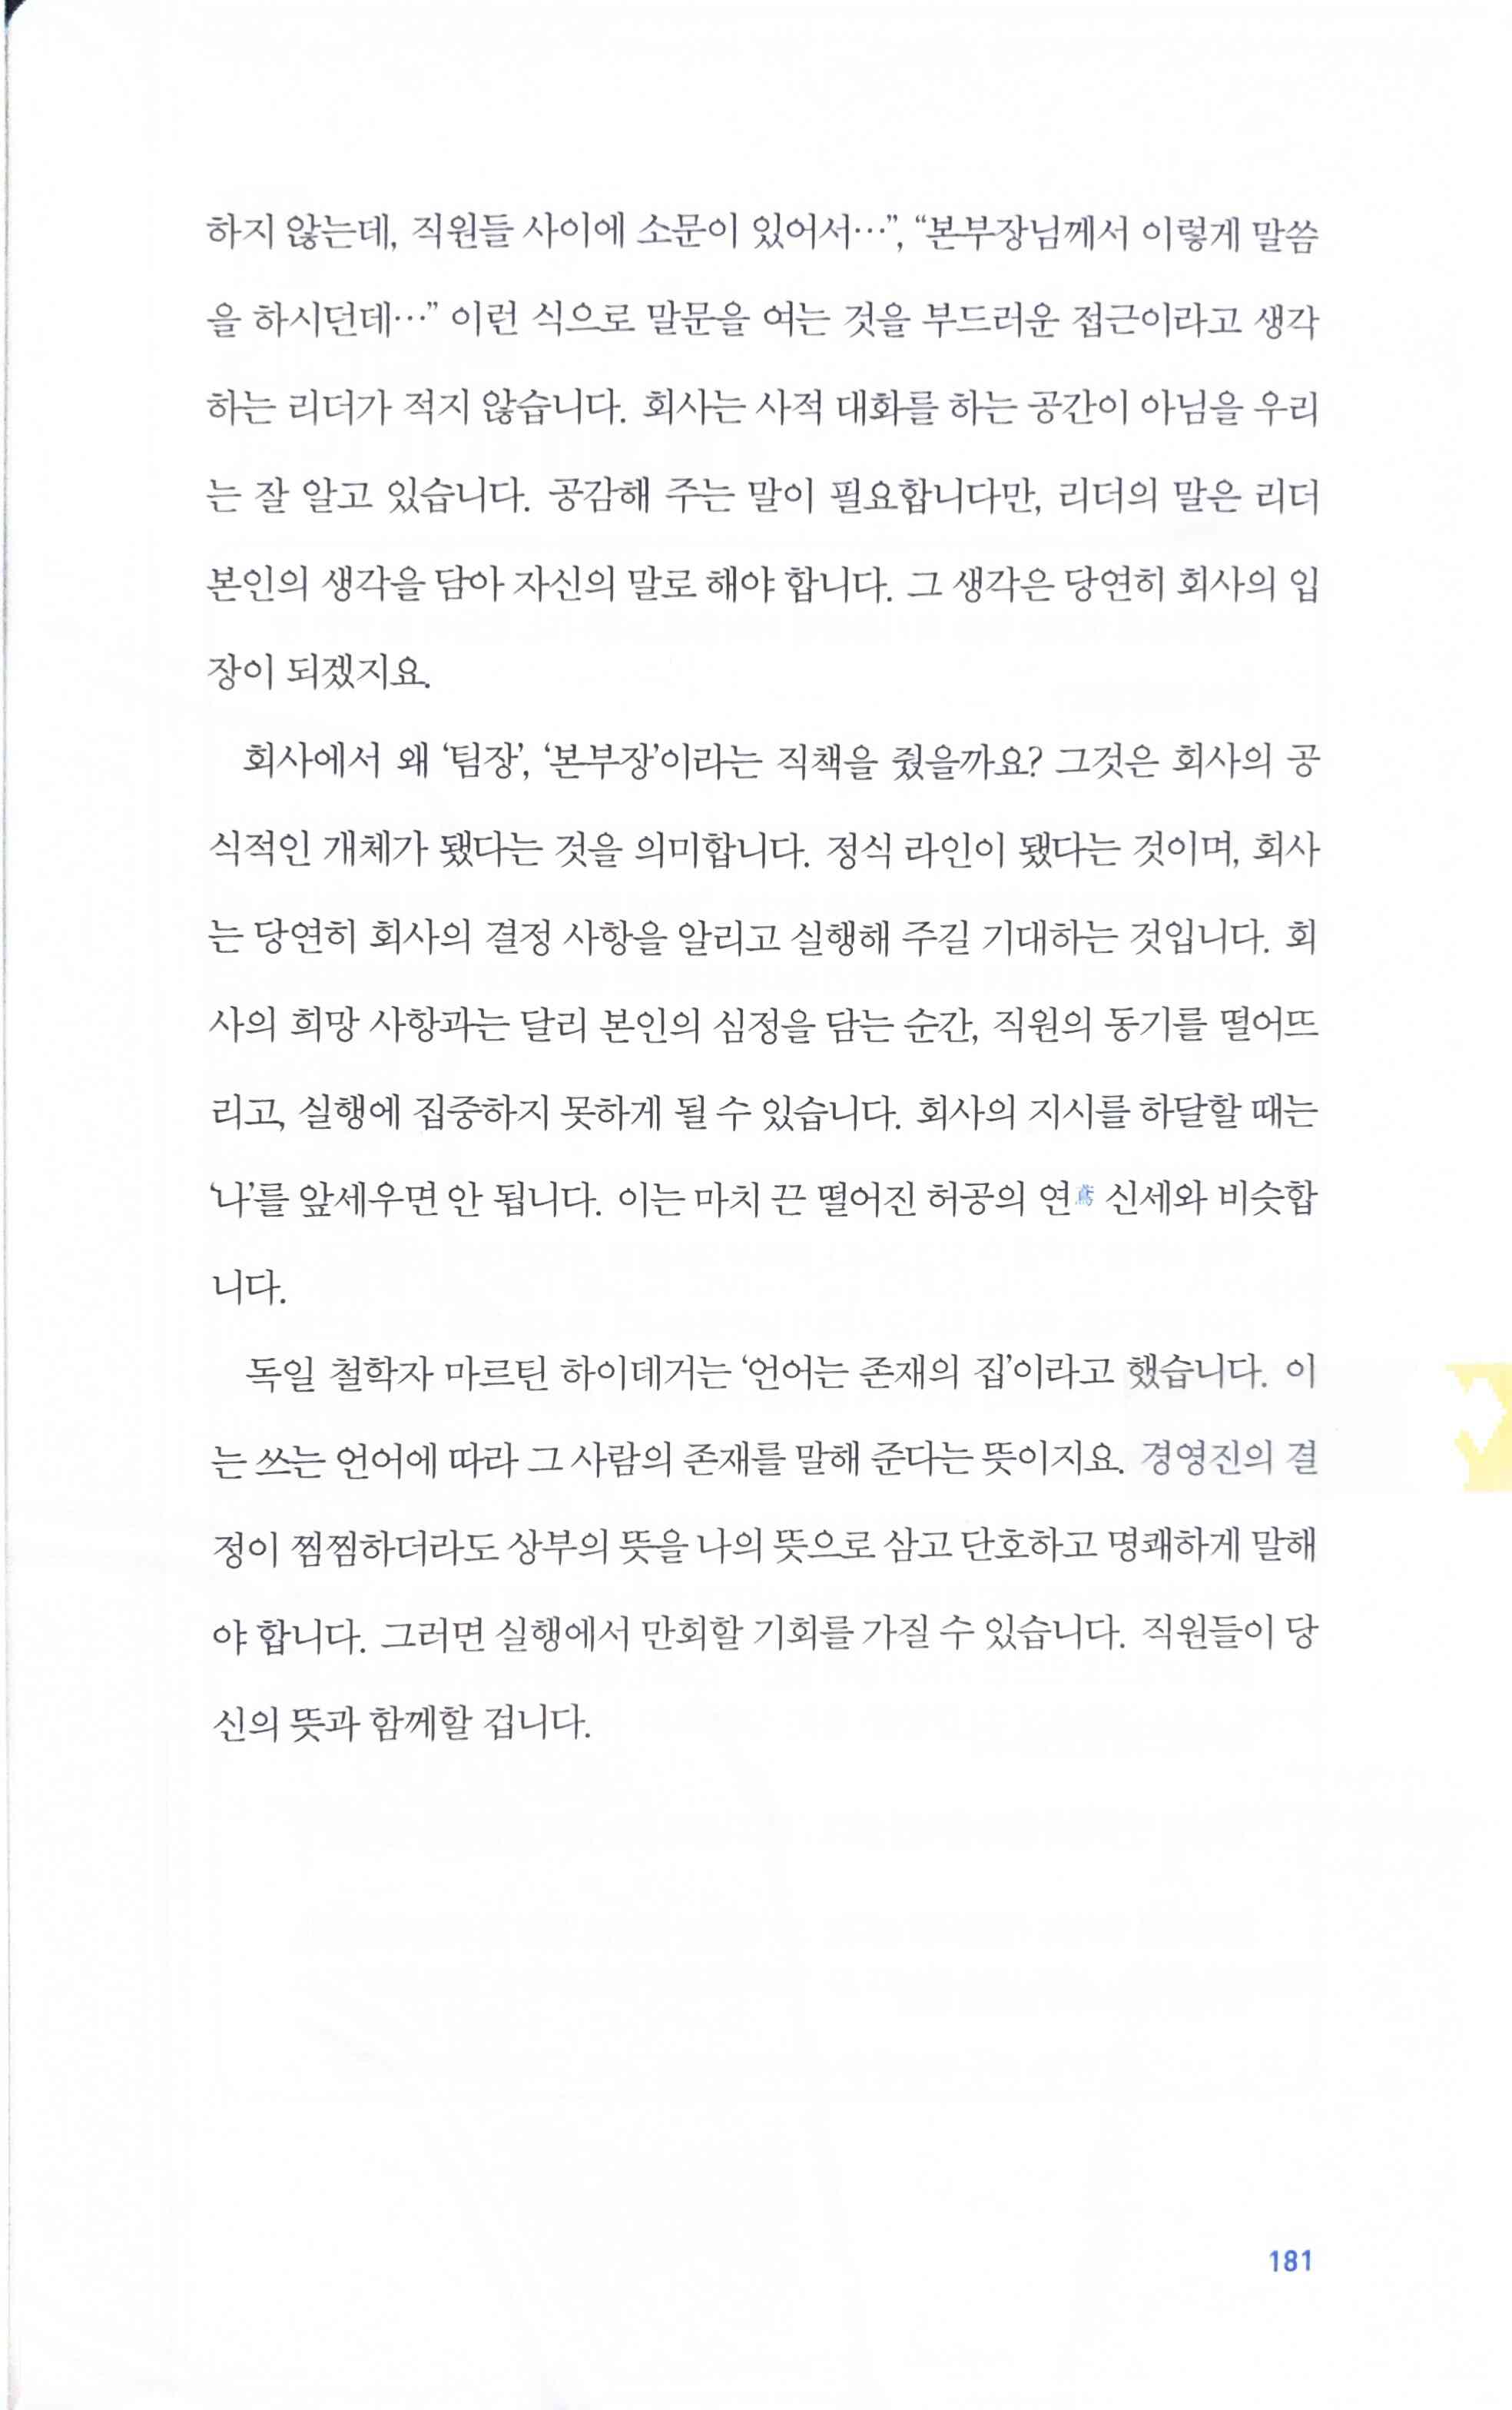 하지 않는데, 직원들 사이에 소문이 있어서…”, “본부장님께서 이렇게 말씀
을 하시던데…” 이런 식으로 말문을 여는 것을 부드러운 접근이라고 생각
하는 리더가 적지 않습니다. 회사는 사적 대화를 하는 공간이 아님을 우리
는 잘 알고 있습니다. 공감해 주는 말이 필요합니다만, 리더의 말은 리더
본인의 생각을 담아 자신의 말로 해야 합니다. 그 생각은 당연히 회사의 입
장이 되겠지요.
회사에서 왜 ‘팀장’, ‘본부장’이라는 직책을 줬을까요? 그것은 회사의 공
식적인 개체가 됐다는 것을 의미합니다. 정식 라인이 됐다는 것이며, 회사
는 당연히 회사의 결정 사항을 알리고 실행해 주길 기대하는 것입니다. 회
사의 희망 사항과는 달리 본인의 심정을 담는 순간, 직원의 동기를 떨어뜨
리고, 실행에 집중하지 못하게 될 수 있습니다. 회사의 지시를 하달할 때는
‘나’를 앞세우면 안 됩니다. 이는 마치 끈 떨어진 허공의 연鳶 신세와 비슷합
니다.
독일 철학자 마르틴 하이데거는 ‘언어는 존재의 집’이라고 했습니다. 이
는 쓰는 언어에 따라 그 사람의 존재를 말해 준다는 뜻이지요. 경영진의 결
정이 찜찜하더라도 상부의 뜻을 나의 뜻으로 삼고 단호하고 명쾌하게 말해
야 합니다. 그러면 실행에서 만회할 기회를 가질 수 있습니다. 직원들이 당
신의 뜻과 함께할 겁니다.
181